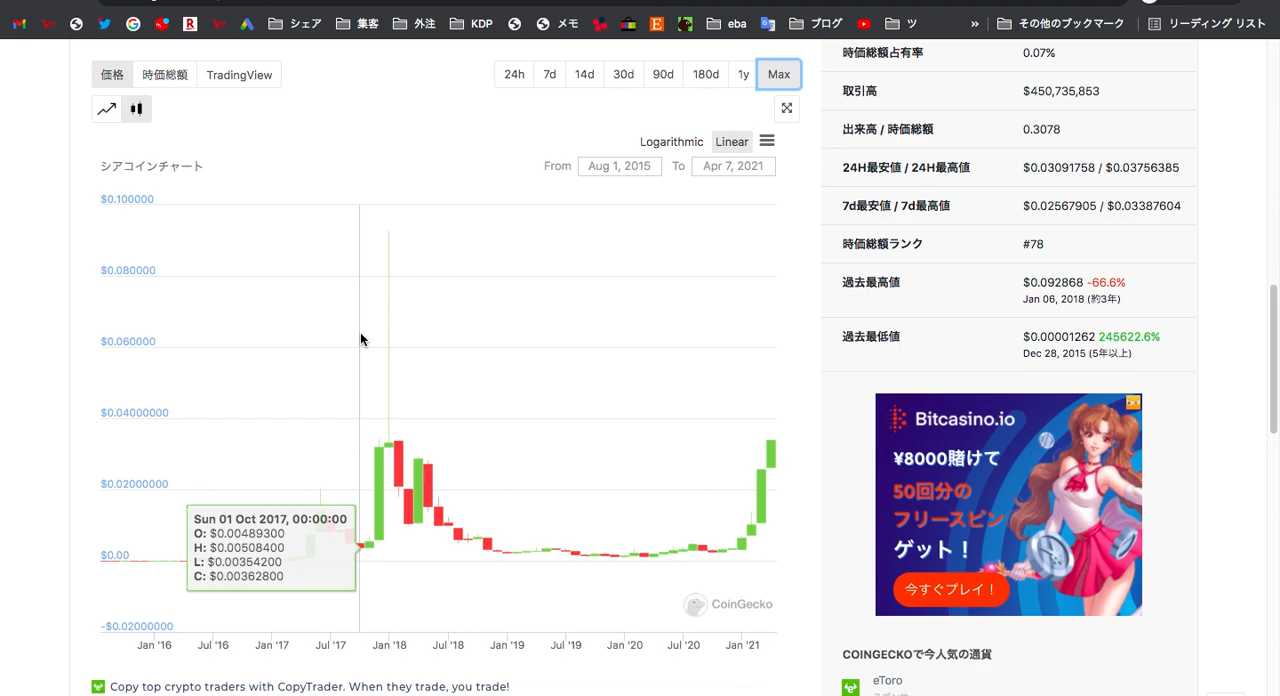 シェア 集客 外注 KDP メモ eba ブログ ツ » その他のブックマーク リーディング リスト
価格 時価総額 TradingView
24h 7d 14d 30d 90d 180d 1y Max
Logarithmic Linear
シアコインチャート
From Aug 1, 2015 To Apr 7, 2021
$0.100000
$0.080000
$0.060000
$0.04000000
$0.02000000
$0.00
-$0.02000000
Sun 01 Oct 2017, 00:00:00
O: $0.00489300
H: $0.00508400
L: $0.00354200
C: $0.00362800
CoinGecko
Jan '16 Jul '16 Jan '17 Jul '17 Jan '18 Jul '18 Jan '19 Jul '19 Jan '20 Jul '20 Jan '21
Copy top crypto traders with CopyTrader. When they trade, you trade!
時価総額占有率 0.07%
取引高 $450,735,853
出来高 / 時価総額 0.3078
24H最安値 / 24H最高値 $0.03091758 / $0.03756385
7d最安値 / 7d最高値 $0.02567905 / $0.03387604
時価総額ランク #78
過去最高値 $0.092868 -66.6%
Jan 06, 2018 (約3年)
過去最低値 $0.00001262 245622.6%
Dec 28, 2015 (5年以上)
Bitcasino.io
¥8000賭けて
50回分の
フリースピン
ゲット！
今すぐプレイ！
COINGECKOで今人気の通貨
eToro